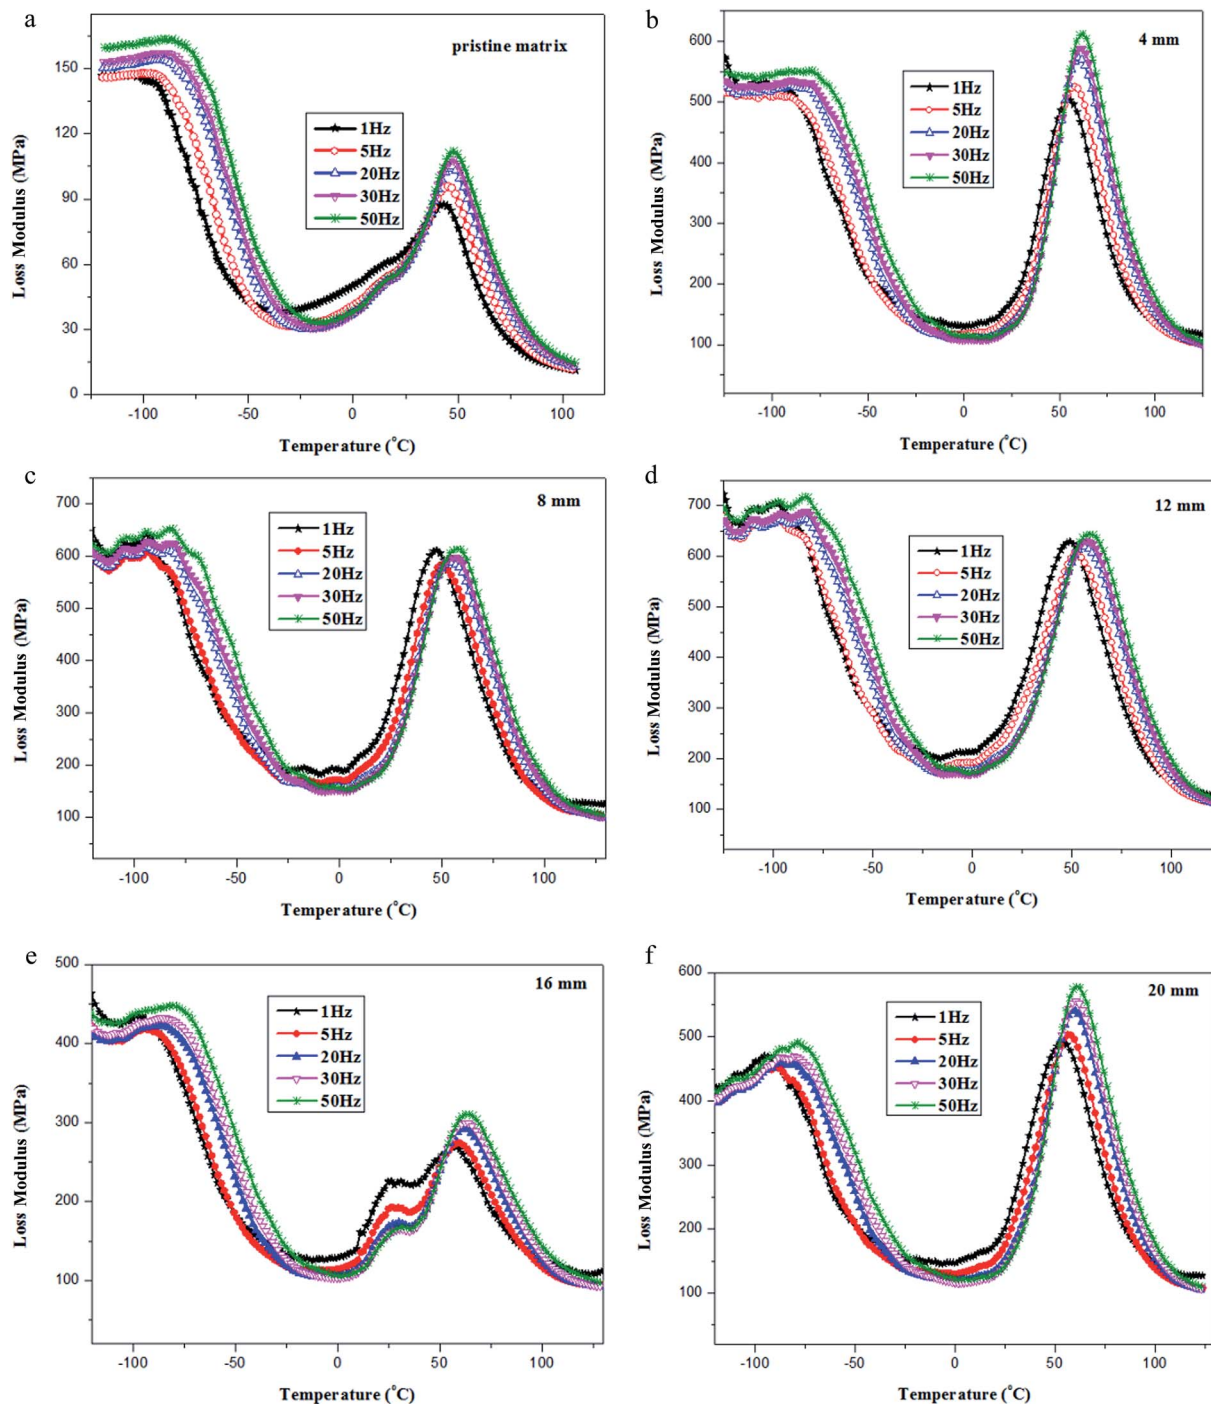 a
pristine matrix
1Hz
5Hz
20Hz
30Hz
50Hz
Loss Modulus (MPa)
150
120
90
60
30
0
-100 -50 0 50 100
Temperature (°C)
b
4 mm
1Hz
5Hz
20Hz
30Hz
50Hz
Loss Modulus (MPa)
600
500
400
300
200
100
-100 -50 0 50 100
Temperature (°C)
c
8 mm
1Hz
5Hz
20Hz
30Hz
50Hz
Loss Modulus (MPa)
700
600
500
400
300
200
100
-100 -50 0 50 100
Temperature (°C)
d
12 mm
1Hz
5Hz
20Hz
30Hz
50Hz
Loss Modulus (MPa)
700
600
500
400
300
200
100
-100 -50 0 50 100
Temperature (°C)
e
16 mm
1Hz
5Hz
20Hz
30Hz
50Hz
Loss Modulus (MPa)
500
400
300
200
100
-100 -50 0 50 100
Temperature (°C)
f
20 mm
1Hz
5Hz
20Hz
30Hz
50Hz
Loss Modulus (MPa)
600
500
400
300
200
100
-100 -50 0 50 100
Temperature (°C)